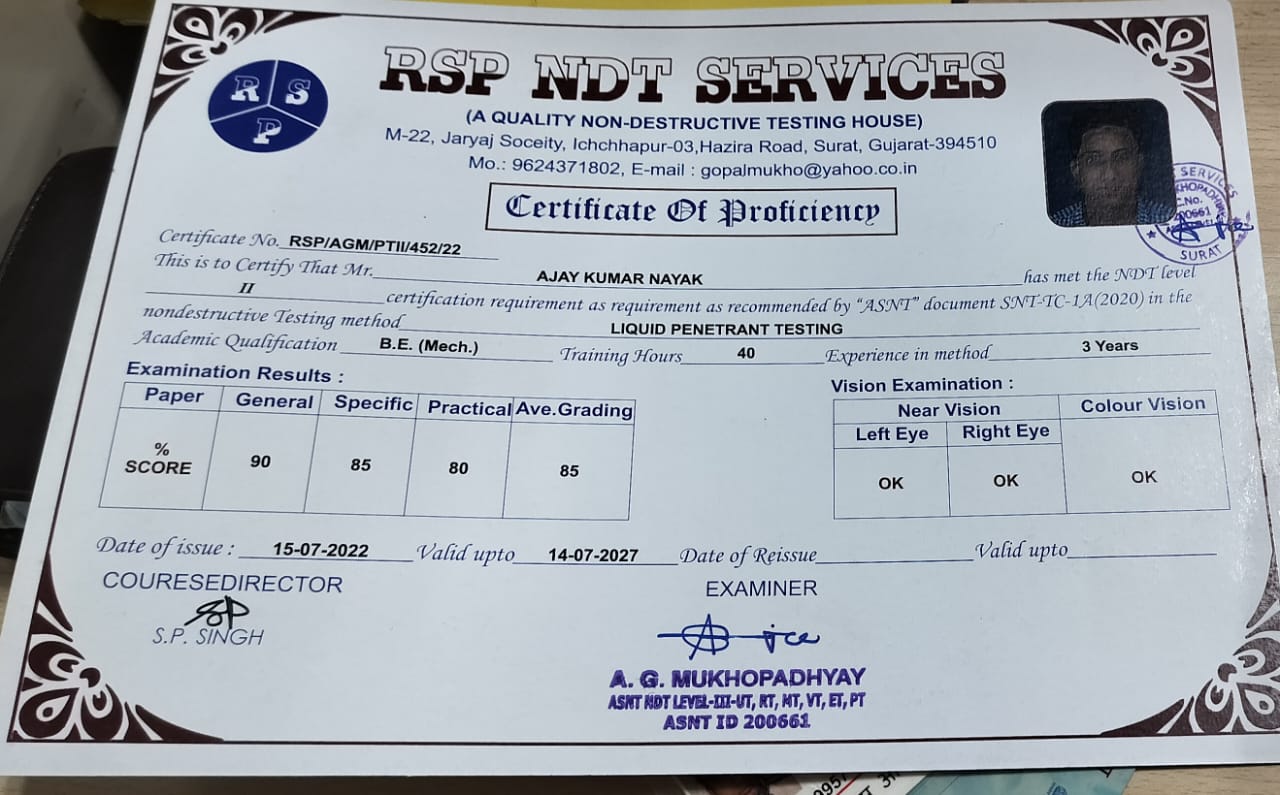 RSP
RSP NDT SERVICES
(A QUALITY NON-DESTRUCTIVE TESTING HOUSE)
M-22, Jaryaj Soceity, Ichchhapur-03,Hazira Road, Surat, Gujarat-394510
Mo.: 9624371802, E-mail : gopalmukho@yahoo.co.in
Certificate Of Proficiency
SERVICES
C.No.
200661
SURAT
Certificate No. RSP/AGM/PTII/452/22
This is to Certify That Mr. AJAY KUMAR NAYAK has met the NDT level
II certification requirement as requirement as recommended by “ASNT” document SNT-TC-1A(2020) in the
nondestructive Testing method LIQUID PENETRANT TESTING
Academic Qualification B.E. (Mech.) Training Hours 40 Experience in method 3 Years
Examination Results :
Paper General Specific Practical Ave.Grading
% SCORE 90 85 80 85
Vision Examination :
Near Vision Colour Vision
Left Eye Right Eye
OK OK OK
Date of issue : 15-07-2022 Valid upto 14-07-2027 Date of Reissue Valid upto
COURESEDIRECTOR
S.P. SINGH
EXAMINER
A. G. MUKHOPADHYAY
ASNT NDT LEVEL-III-UT, RT, MT, VT, ET, PT
ASNT ID 200661